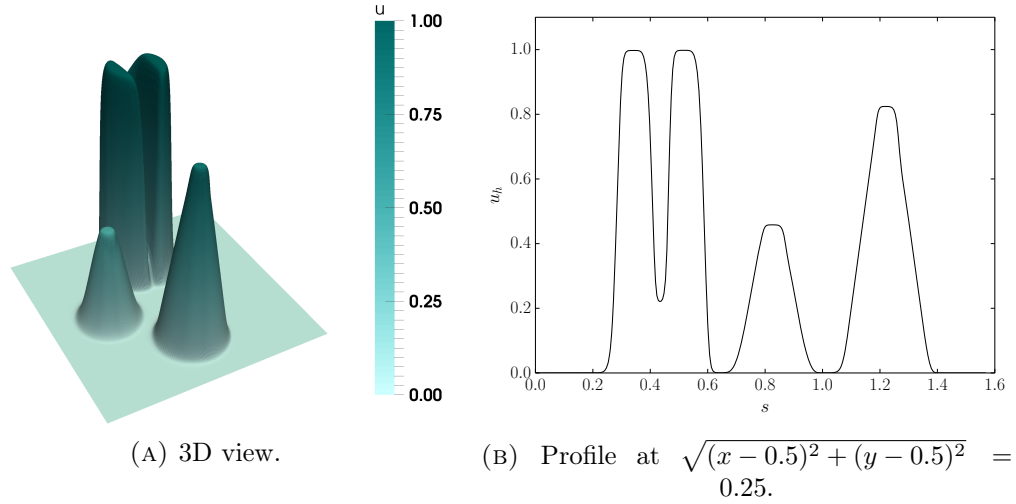 u
1.00
0.75
0.50
0.25
0.00
(A) 3D view.
1.0
0.8
0.6
0.4
0.2
0.0
u_h
0.0 0.2 0.4 0.6 0.8 1.0 1.2 1.4 1.6
s
(B) Profile at √(x − 0.5)² + (y − 0.5)² =
0.25.